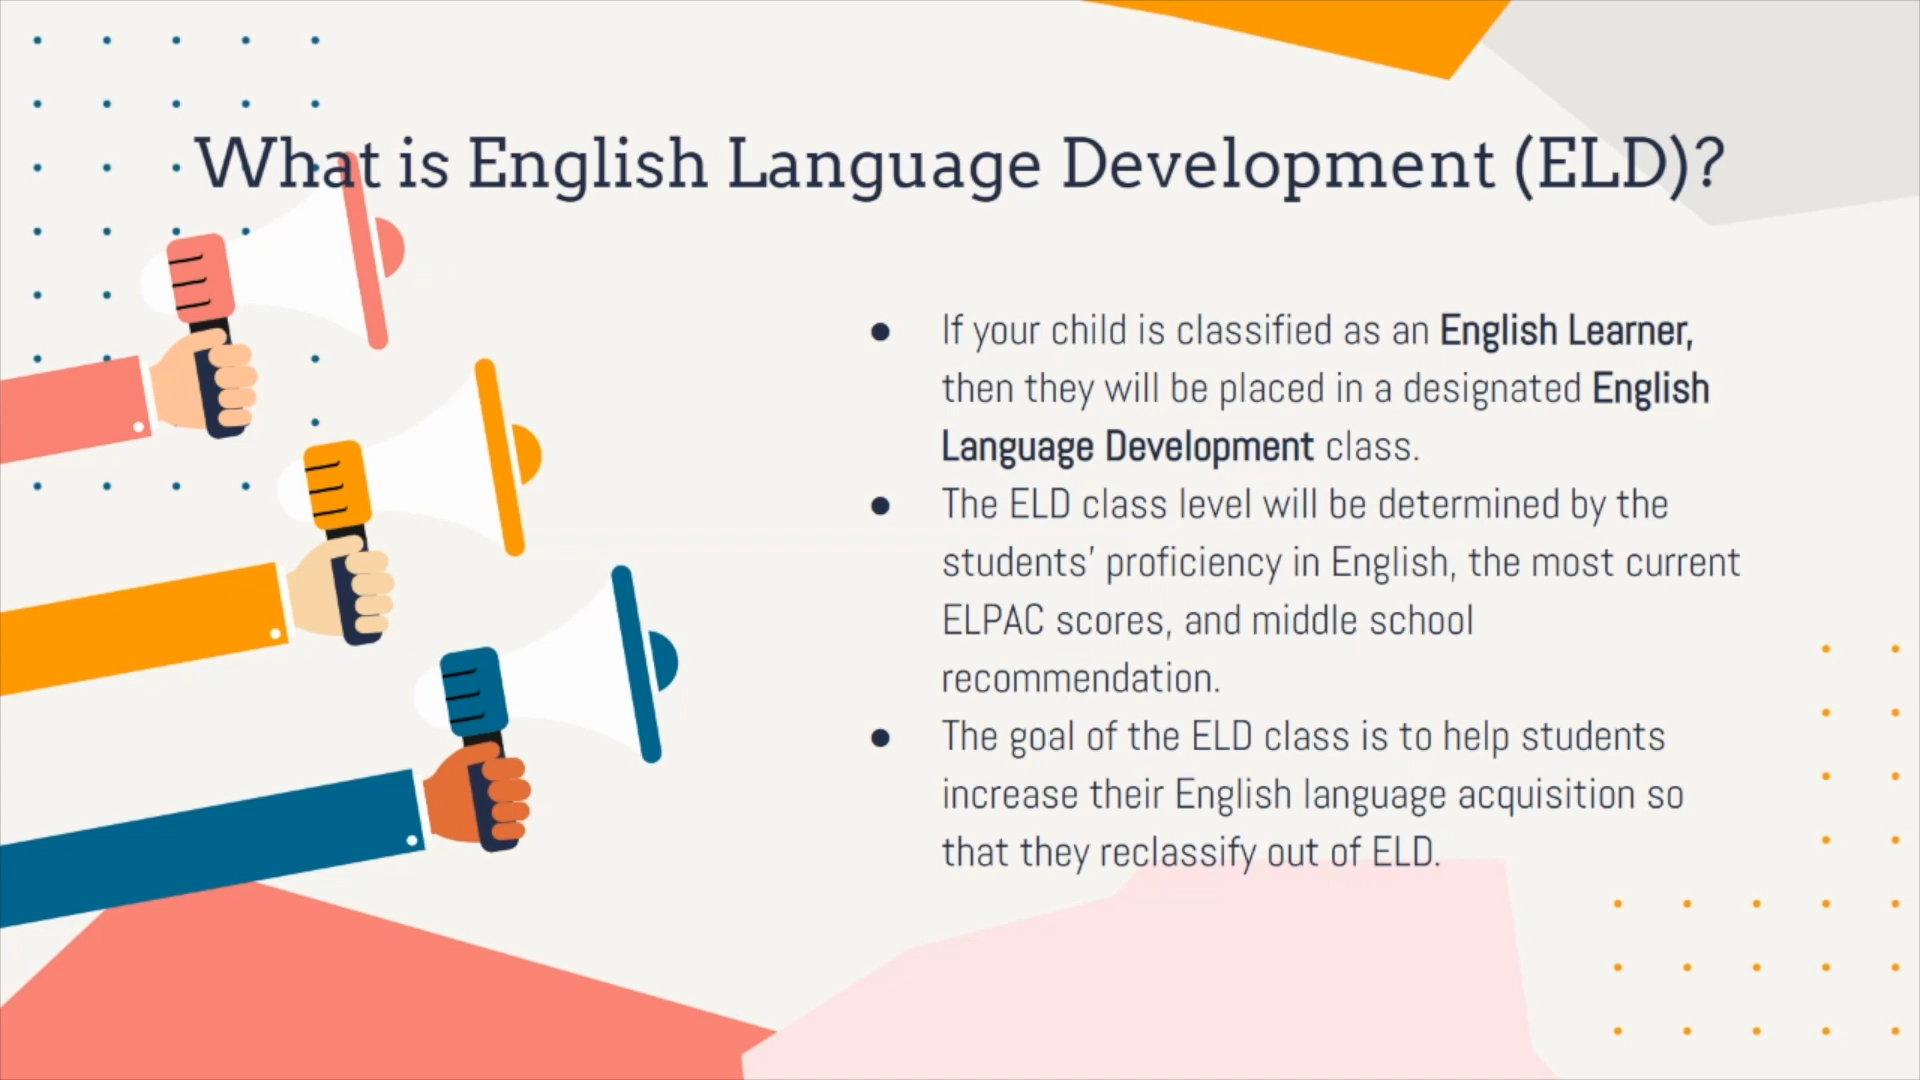 What is English Language Development (ELD)?
● If your child is classified as an English Learner,
then they will be placed in a designated English
Language Development class.
● The ELD class level will be determined by the
students' proficiency in English, the most current
ELPAC scores, and middle school
recommendation.
● The goal of the ELD class is to help students
increase their English language acquisition so
that they reclassify out of ELD.